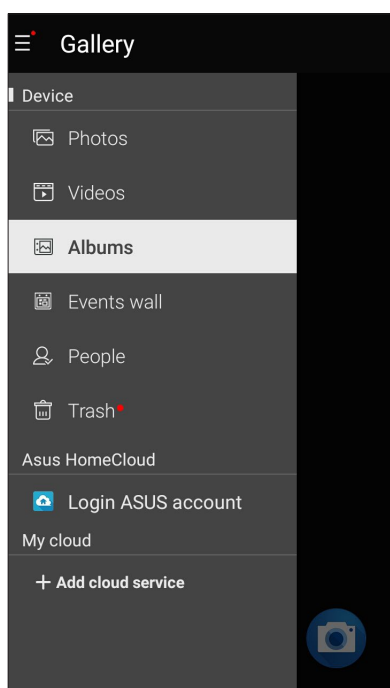 Gallery
Device
Photos
Videos
Albums
Events wall
People
Trash
Asus HomeCloud
Login ASUS account
My cloud
+ Add cloud service